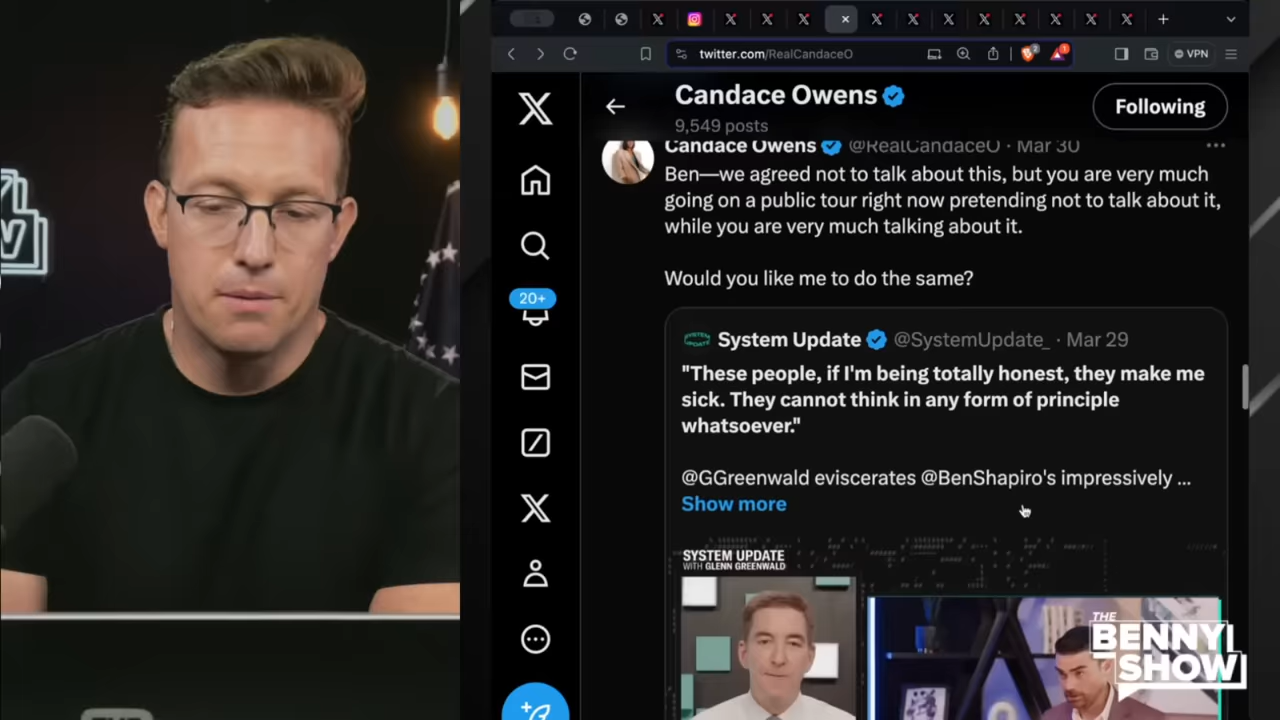 twitter.com/RealCandaceO
2
1
VPN
Candace Owens
9,549 posts
Following
Candace Owens @RealCandaceO · Mar 30
Ben—we agreed not to talk about this, but you are very much
going on a public tour right now pretending not to talk about it,
while you are very much talking about it.
Would you like me to do the same?
20+
System Update @SystemUpdate_ · Mar 29
"These people, if I'm being totally honest, they make me
sick. They cannot think in any form of principle
whatsoever."
@GGreenwald eviscerates @BenShapiro's impressively ...
Show more
SYSTEM UPDATE
WITH GLENN GREENWALD
THE
BENNY
SHOW